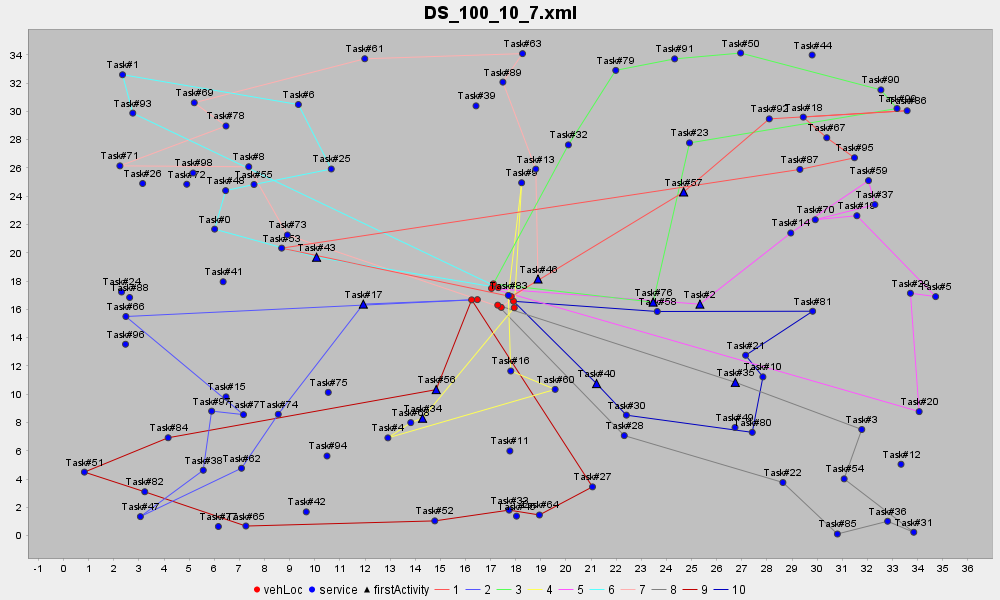 DS_100_10_7.xml
34
32
30
28
26
24
22
20
18
16
14
12
10
8
6
4
2
0
Task#63
Task#61
Task#79
Task#91
Task#50
Task#44
Task#1
Task#89
Task#90
Task#69
Task#6
Task#39
Task#86
Task#93
Task#92
Task#18
Task#78
Task#67
Task#32
Task#23
Task#95
Task#71
Task#98
Task#8
Task#25
Task#13
Task#87
Task#26
Task#72
Task#48
Task#55
Task#9
Task#57
Task#59
Task#37
Task#0
Task#73
Task#70
Task#19
Task#14
Task#53
Task#43
Task#41
Task#46
Task#24
Task#88
Task#83
Task#76
Task#2
Task#29
Task#5
Task#66
Task#17
Task#58
Task#81
Task#96
Task#21
Task#16
Task#10
Task#15
Task#75
Task#56
Task#60
Task#40
Task#35
Task#97
Task#7
Task#74
Task#34
Task#30
Task#20
Task#84
Task#4
Task#28
Task#49
Task#80
Task#3
Task#94
Task#11
Task#12
Task#51
Task#38
Task#62
Task#27
Task#22
Task#54
Task#82
Task#47
Task#42
Task#33
Task#64
Task#77
Task#65
Task#52
Task#85
Task#36
Task#31
-1 0 1 2 3 4 5 6 7 8 9 10 11 12 13 14 15 16 17 18 19 20 21 22 23 24 25 26 27 28 29 30 31 32 33 34 35 36
vehLoc service firstActivity 1 2 3 4 5 6 7 8 9 10